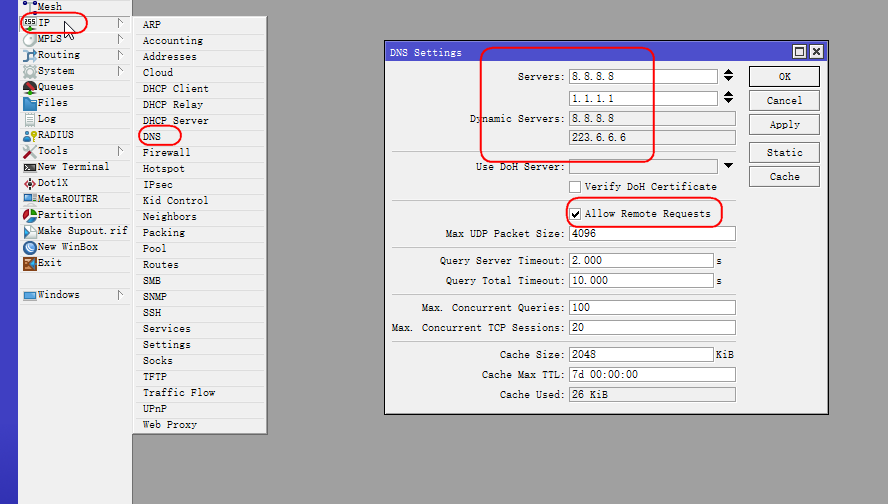 Mesh
IP
MPLS
Routing
System
Queues
Files
Log
RADIUS
Tools
New Terminal
Dot1X
MetaROUTER
Partition
Make Supout.rif
New WinBox
Exit
Windows
ARP
Accounting
Addresses
Cloud
DHCP Client
DHCP Relay
DHCP Server
DNS
Firewall
Hotspot
IPsec
Kid Control
Neighbors
Packing
Pool
Routes
SMB
SNMP
SSH
Services
Settings
Socks
TFTP
Traffic Flow
UPnP
Web Proxy
DNS Settings
Servers: 8.8.8.8
1.1.1.1
Dynamic Servers: 8.8.8.8
223.6.6.6
Use DoH Server:
Verify DoH Certificate
Allow Remote Requests
Max UDP Packet Size: 4096
Query Server Timeout: 2.000 s
Query Total Timeout: 10.000 s
Max. Concurrent Queries: 100
Max. Concurrent TCP Sessions: 20
Cache Size: 2048 KiB
Cache Max TTL: 7d 00:00:00
Cache Used: 26 KiB
OK
Cancel
Apply
Static
Cache